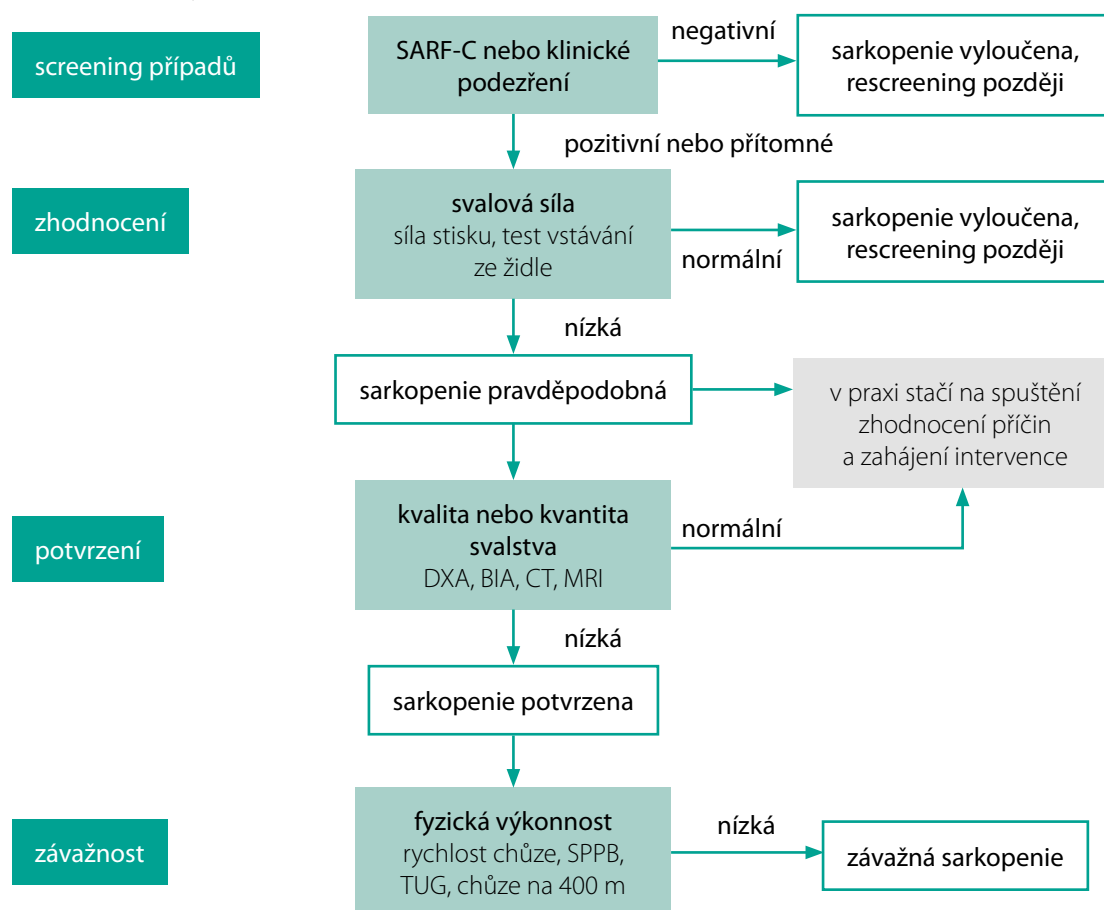 screening případů
SARF-C nebo klinické
podezření
negativní
sarkopenie vyloučena,
rescreening později
pozitivní nebo přítomné
zhodnocení
svalová síla
síla stisku, test vstávání
ze židle
normální
sarkopenie vyloučena,
rescreening později
nízká
sarkopenie pravděpodobná
v praxi stačí na spuštění
zhodnocení příčin
a zahájení intervence
potvrzení
kvalita nebo kvantita
svalstva
DXA, BIA, CT, MRI
normální
nízká
sarkopenie potvrzena
závažnost
fyzická výkonnost
rychlost chůze, SPPB,
TUG, chůze na 400 m
nízká
závažná sarkopenie